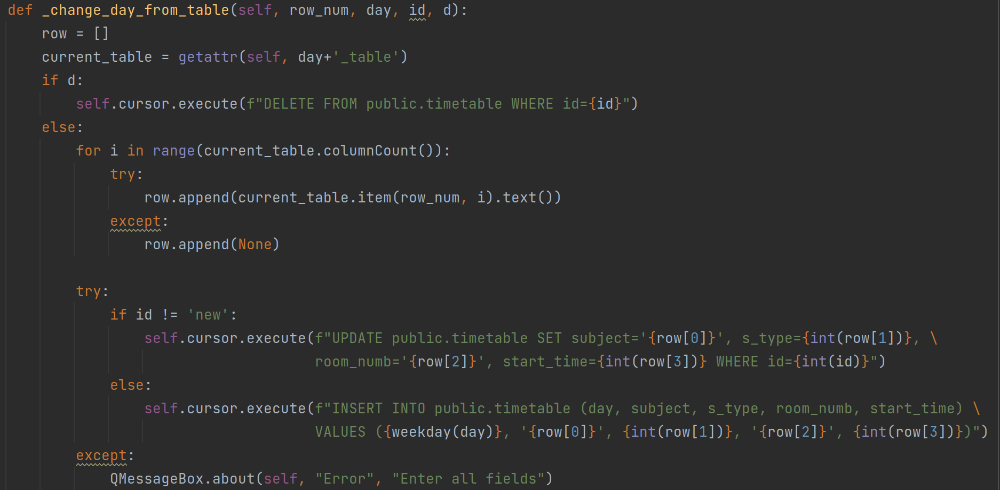 def _change_day_from_table(self, row_num, day, id, d):
    row = []
    current_table = getattr(self, day+'_table')
    if d:
        self.cursor.execute(f"DELETE FROM public.timetable WHERE id={id}")
    else:
        for i in range(current_table.columnCount()):
            try:
                row.append(current_table.item(row_num, i).text())
            except:
                row.append(None)

        try:
            if id != 'new':
                self.cursor.execute(f"UPDATE public.timetable SET subject='{row[0]}', s_type={int(row[1])}, \
                                    room_numb='{row[2]}', start_time={int(row[3])} WHERE id={int(id)}")
            else:
                self.cursor.execute(f"INSERT INTO public.timetable (day, subject, s_type, room_numb, start_time) \
                                    VALUES ({weekday(day)}, '{row[0]}', {int(row[1])}, '{row[2]}', {int(row[3])})")
        except:
            QMessageBox.about(self, "Error", "Enter all fields")